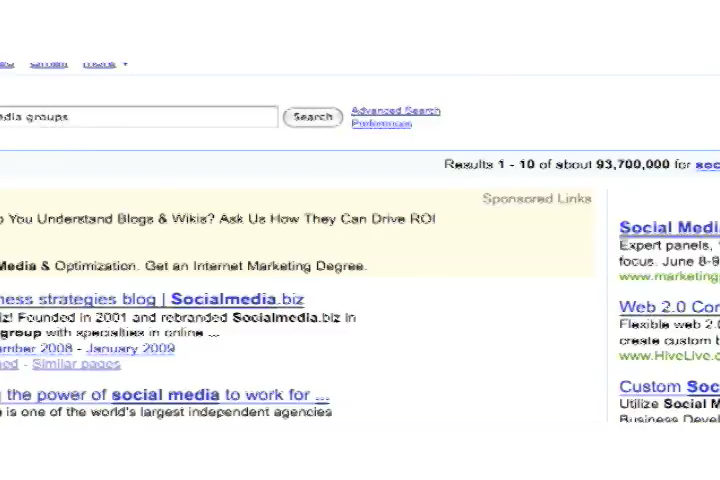 more ▼
edia groups
Search
Advanced Search
Preferences
Results 1 - 10 of about 93,700,000 for soc
Sponsored Links
o You Understand Blogs & Wikis? Ask Us How They Can Drive ROI
Media & Optimization. Get an Internet Marketing Degree.
ness strategies blog | Socialmedia.biz
iz! Founded in 2001 and rebranded Socialmedia.biz in
group with specialties in online ...
ember 2008 - January 2009
ed - Similar pages
g the power of social media to work for ...
e is one of the world's largest independent agencies
Social Medi
Expert panels,
focus. June 8-9
www.marketing
Web 2.0 Con
Flexible web 2.
create custom b
www.HiveLive.c
Custom Soc
Utilize Social M
Business Devel